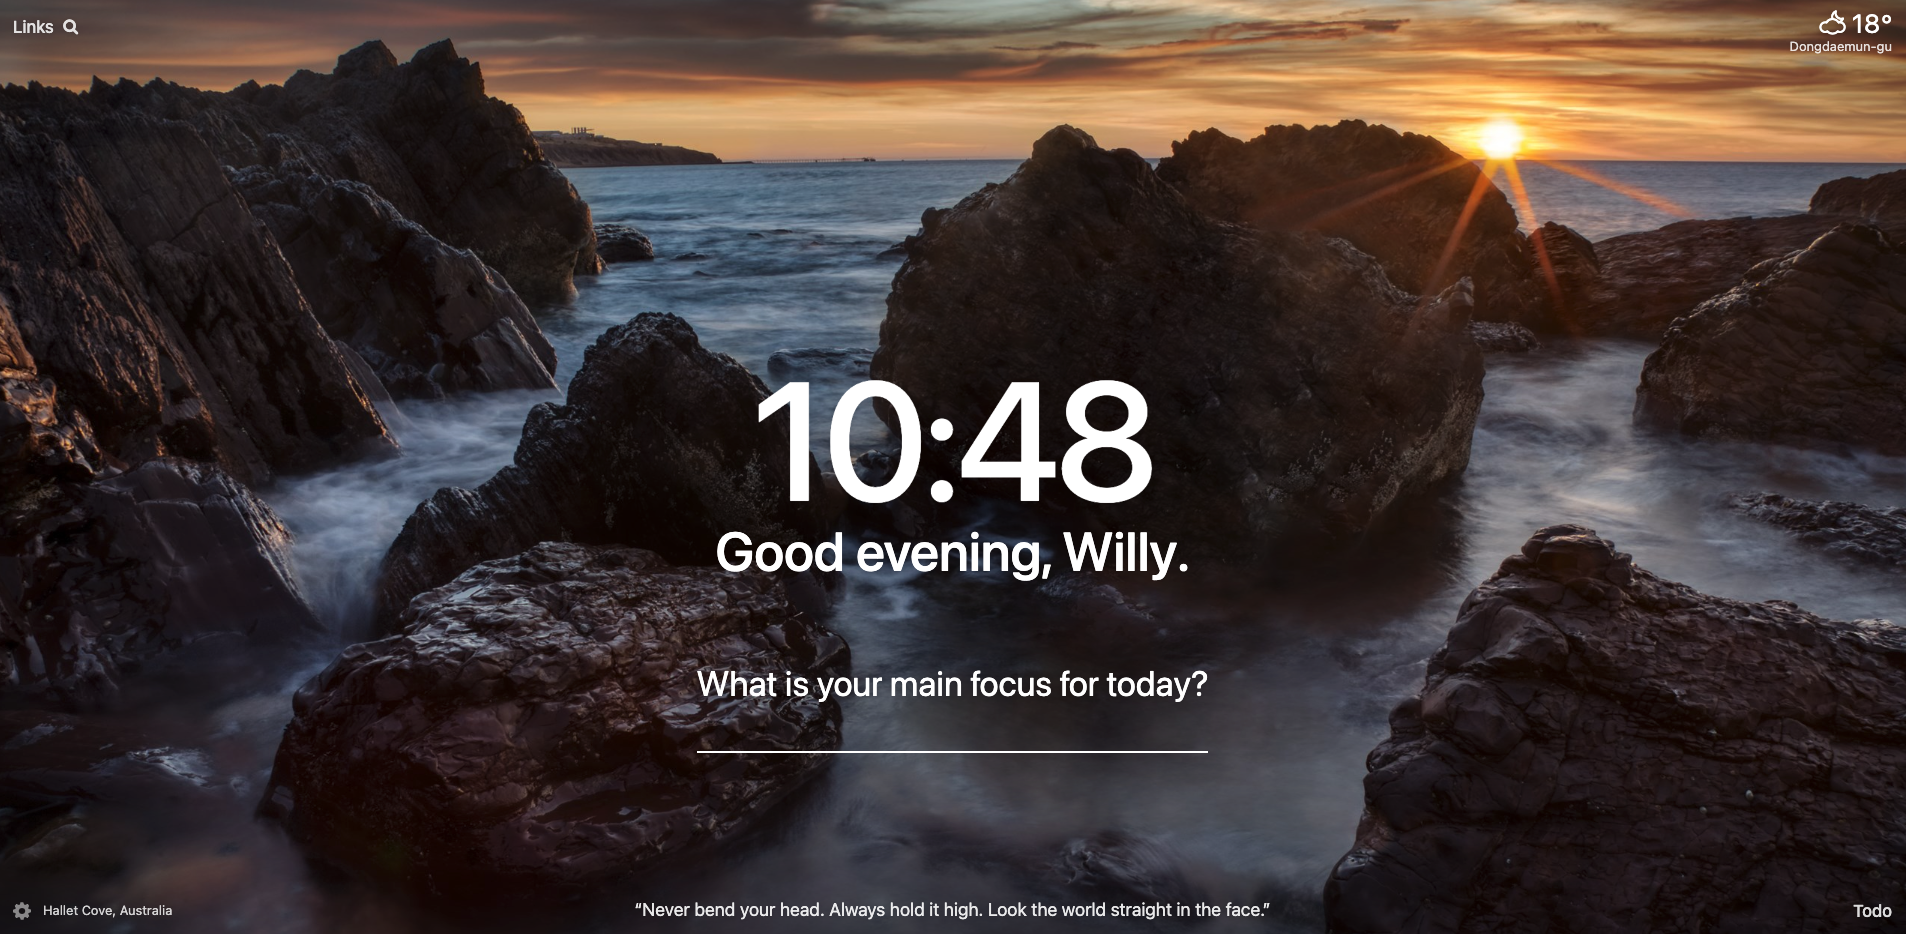 Links
18°
Dongdaemun-gu
10:48
Good evening, Willy.
What is your main focus for today?
Hallet Cove, Australia
“Never bend your head. Always hold it high. Look the world straight in the face.”
Todo